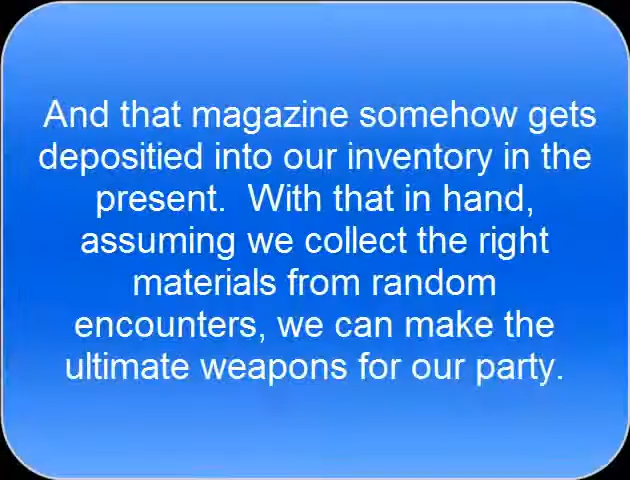 And that magazine somehow gets
depositied into our inventory in the
present.  With that in hand,
assuming we collect the right
materials from random
encounters, we can make the
ultimate weapons for our party.